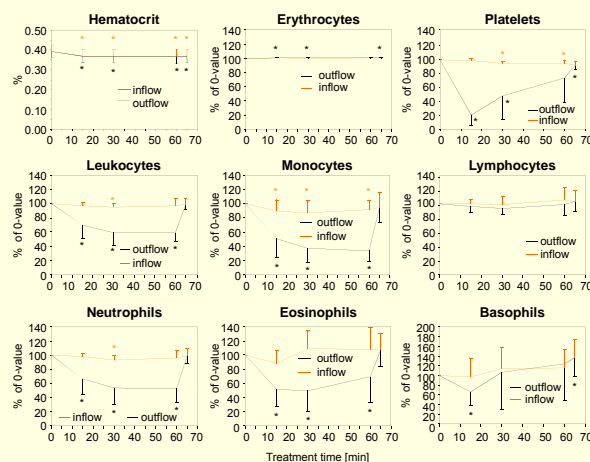 Hematocrit
%
0.50
0.40
0.30
0.20
0.10
0.00
* * * *
* * * *
inflow
outflow
0 10 20 30 40 50 60 70
Erythrocytes
% of 0-value
140
120
100
80
60
40
20
0
* * *
outflow
inflow
0 10 20 30 40 50 60 70
Platelets
% of 0-value
140
120
100
80
60
40
20
0
* *
* * *
outflow
inflow
0 10 20 30 40 50 60 70
Leukocytes
% of 0-value
140
120
100
80
60
40
20
0
*
* * *
outflow
inflow
0 10 20 30 40 50 60 70
Monocytes
% of 0-value
140
120
100
80
60
40
20
0
* * *
* * *
outflow
inflow
0 10 20 30 40 50 60 70
Lymphocytes
% of 0-value
140
120
100
80
60
40
20
0
outflow
inflow
0 10 20 30 40 50 60 70
Neutrophils
% of 0-value
140
120
100
80
60
40
20
0
*
* * *
inflow outflow
0 10 20 30 40 50 60 70
Eosinophils
% of 0-value
140
120
100
80
60
40
20
0
* * *
outflow
inflow
0 10 20 30 40 50 60 70
Basophils
% of 0-value
200
180
160
140
120
100
80
60
40
20
0
* *
outflow
inflow
0 10 20 30 40 50 60 70
Treatment time [min]